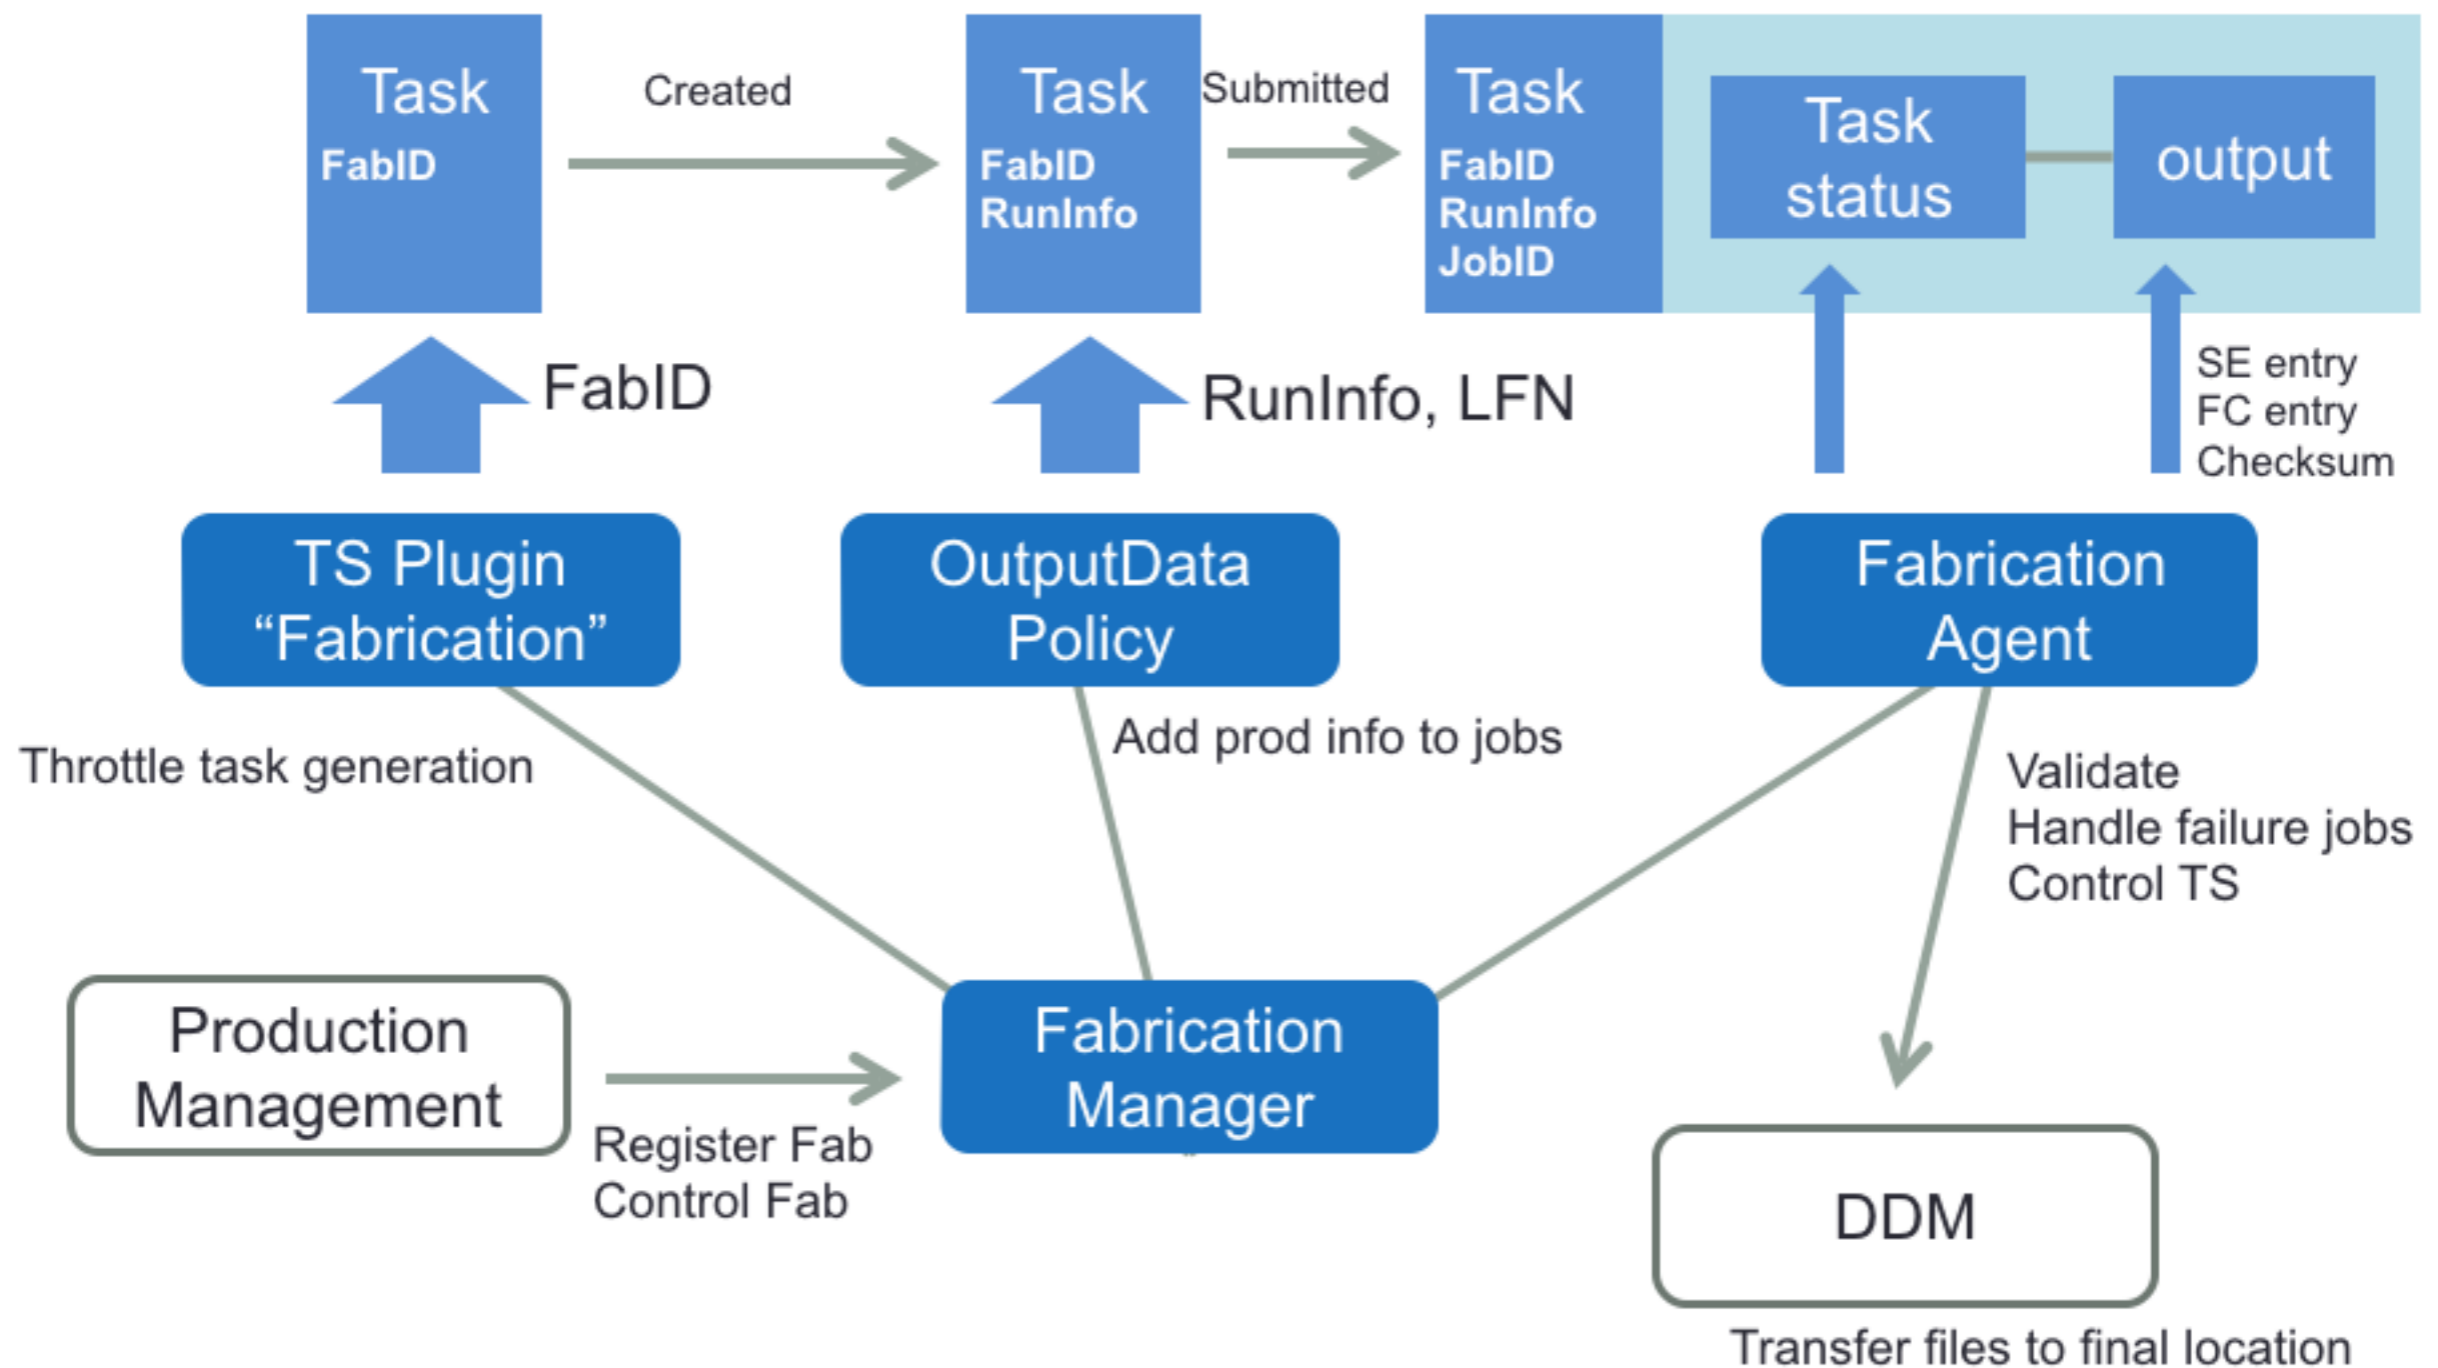 Task
FabID
Created
Task
FabID
RunInfo
Submitted
Task
FabID
RunInfo
JobID
Task
status
output
FabID
RunInfo, LFN
SE entry
FC entry
Checksum
TS Plugin
“Fabrication”
OutputData
Policy
Fabrication
Agent
Throttle task generation
Add prod info to jobs
Validate
Handle failure jobs
Control TS
Production
Management
Register Fab
Control Fab
Fabrication
Manager
DDM
Transfer files to final location